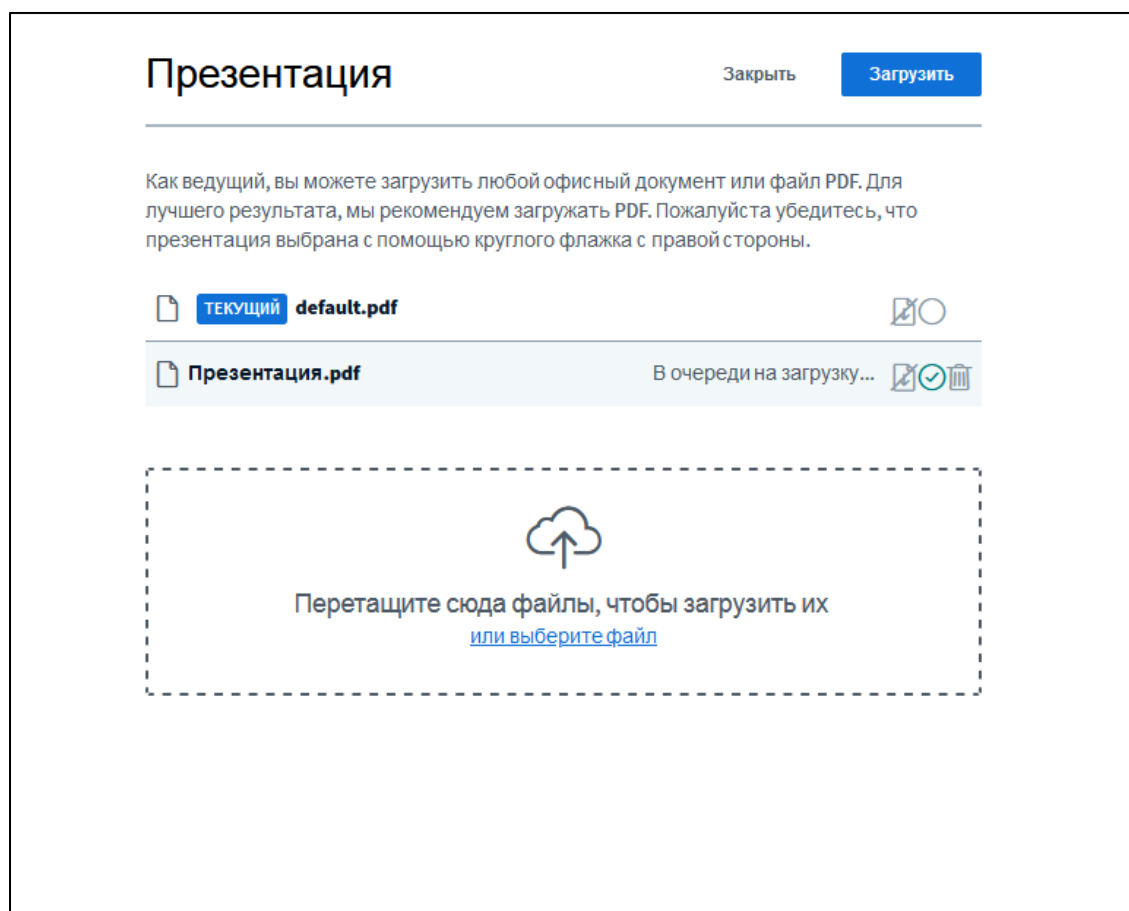 Презентация
Закрыть
Загрузить
Как ведущий, вы можете загрузить любой офисный документ или файл PDF. Для
лучшего результата, мы рекомендуем загружать PDF. Пожалуйста убедитесь, что
презентация выбрана с помощью круглого флажка с правой стороны.
ТЕКУЩИЙ default.pdf
Презентация.pdf В очереди на загрузку...
Перетащите сюда файлы, чтобы загрузить их
или выберите файл